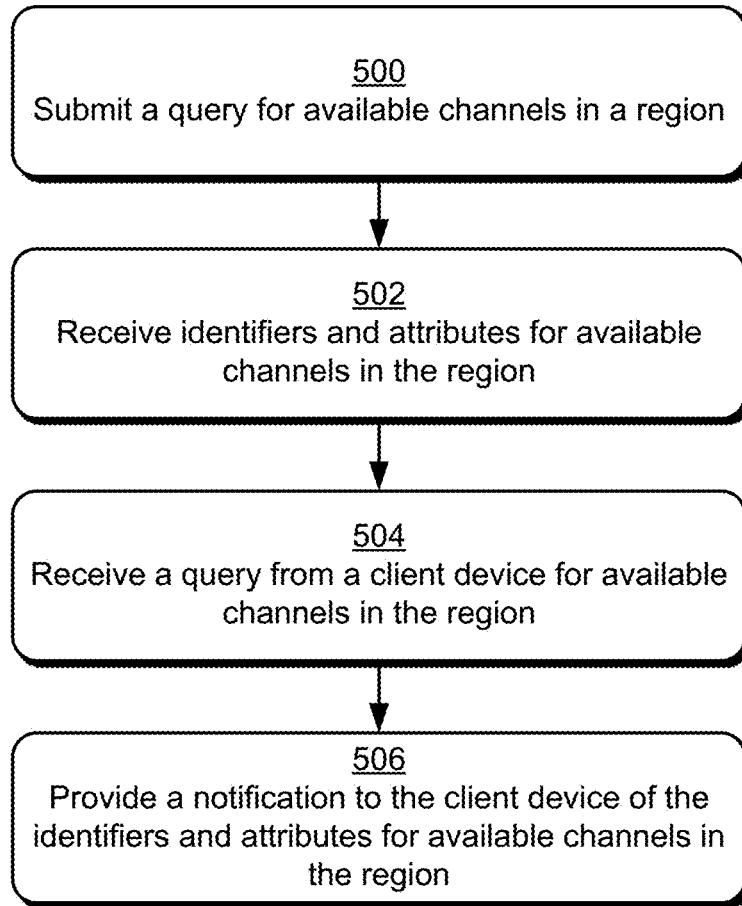 500
Submit a query for available channels in a region
502
Receive identifiers and attributes for available
channels in the region
504
Receive a query from a client device for available
channels in the region
506
Provide a notification to the client device of the
identifiers and attributes for available channels in
the region